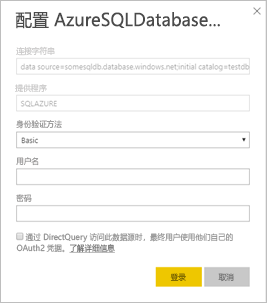 配置 AzureSQLDatabase...
连接字符串
data source=somesqldb.database.windows.net;initial catalog=testdb
提供程序
SQLAZURE
身份验证方法
Basic
用户名
密码
通过 DirectQuery 访问此数据源时，最终用户使用他们自己的
OAuth2 凭据。了解详细信息
登录
取消